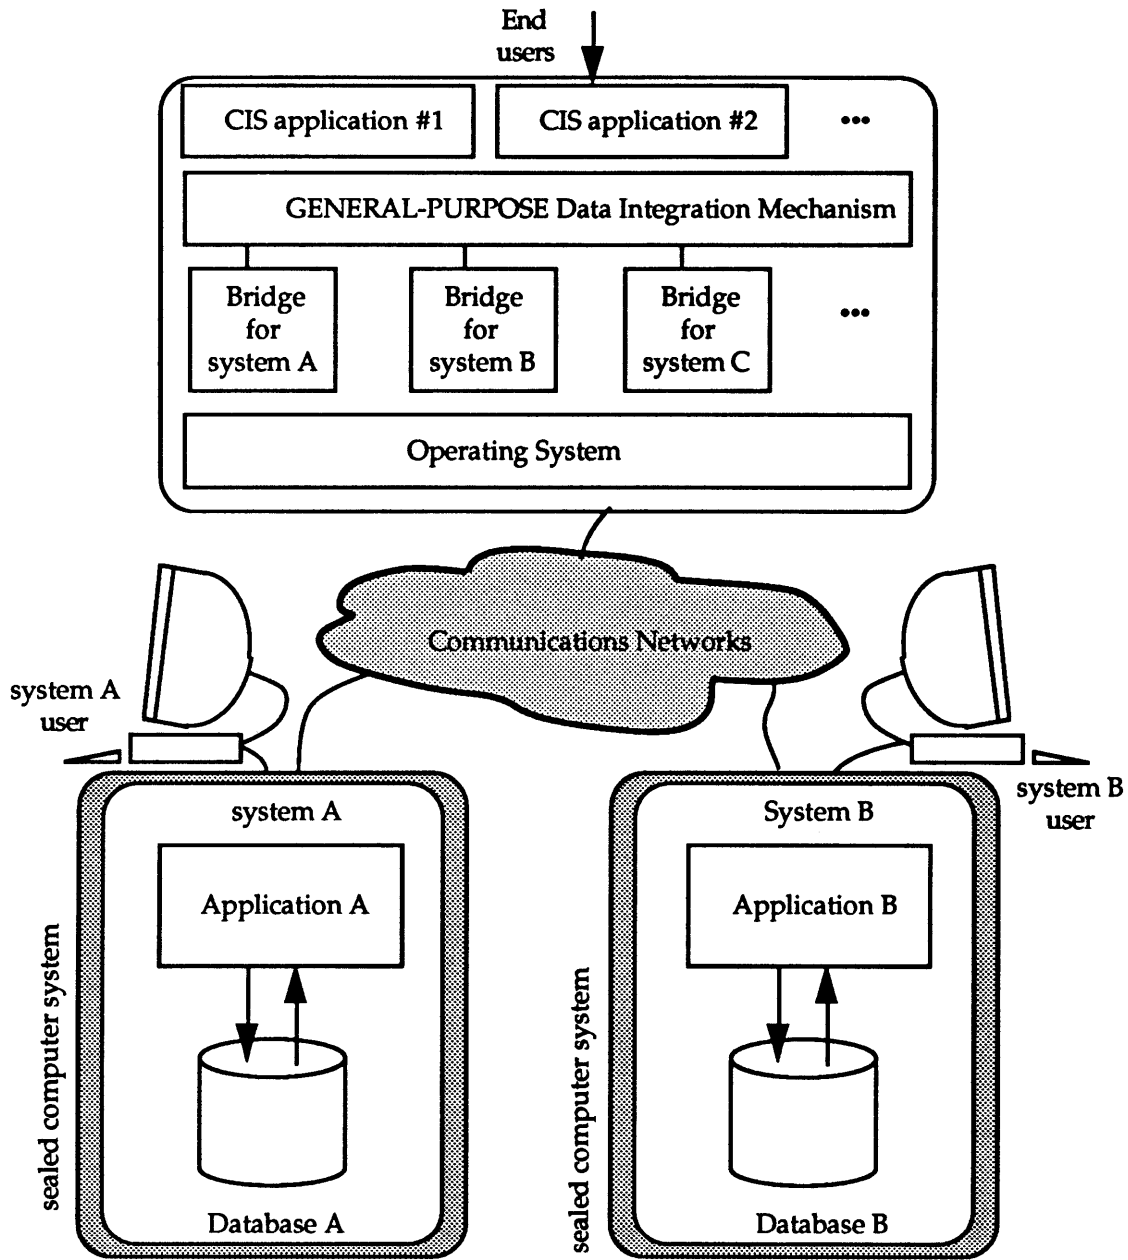 End
users
CIS application #1
CIS application #2
•••
GENERAL-PURPOSE Data Integration Mechanism
Bridge
for
system A
Bridge
for
system B
Bridge
for
system C
•••
Operating System
Communications Networks
system A
user
system B
user
system A
Application A
Database A
sealed computer system
System B
Application B
Database B
sealed computer system